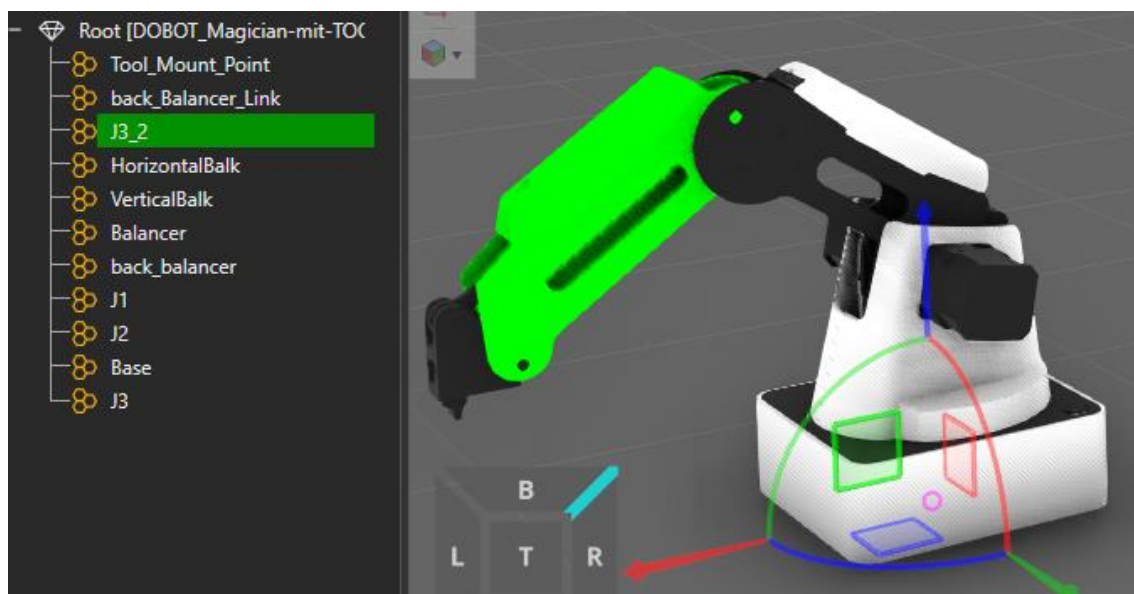 Root [DOBOT_Magician-mit-TO(
Tool_Mount_Point
back_Balancer_Link
J3_2
HorizontalBalk
VerticalBalk
Balancer
back_balancer
J1
J2
Base
J3
B
L T R